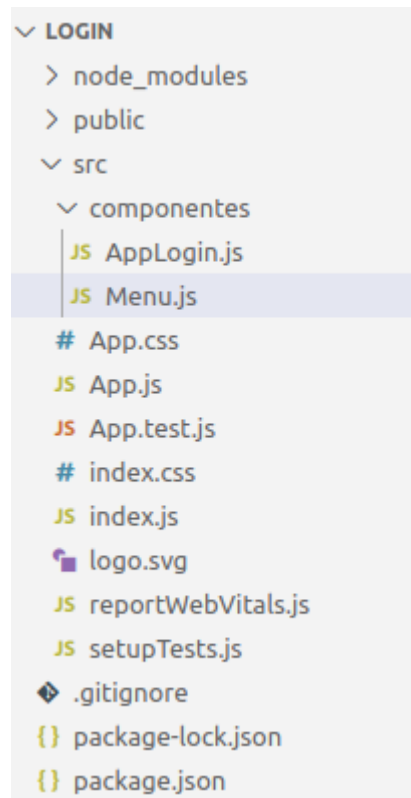 LOGIN
node_modules
public
src
componentes
JS AppLogin.js
JS Menu.js
# App.css
JS App.js
JS App.test.js
# index.css
JS index.js
logo.svg
JS reportWebVitals.js
JS setupTests.js
.gitignore
{} package-lock.json
{} package.json